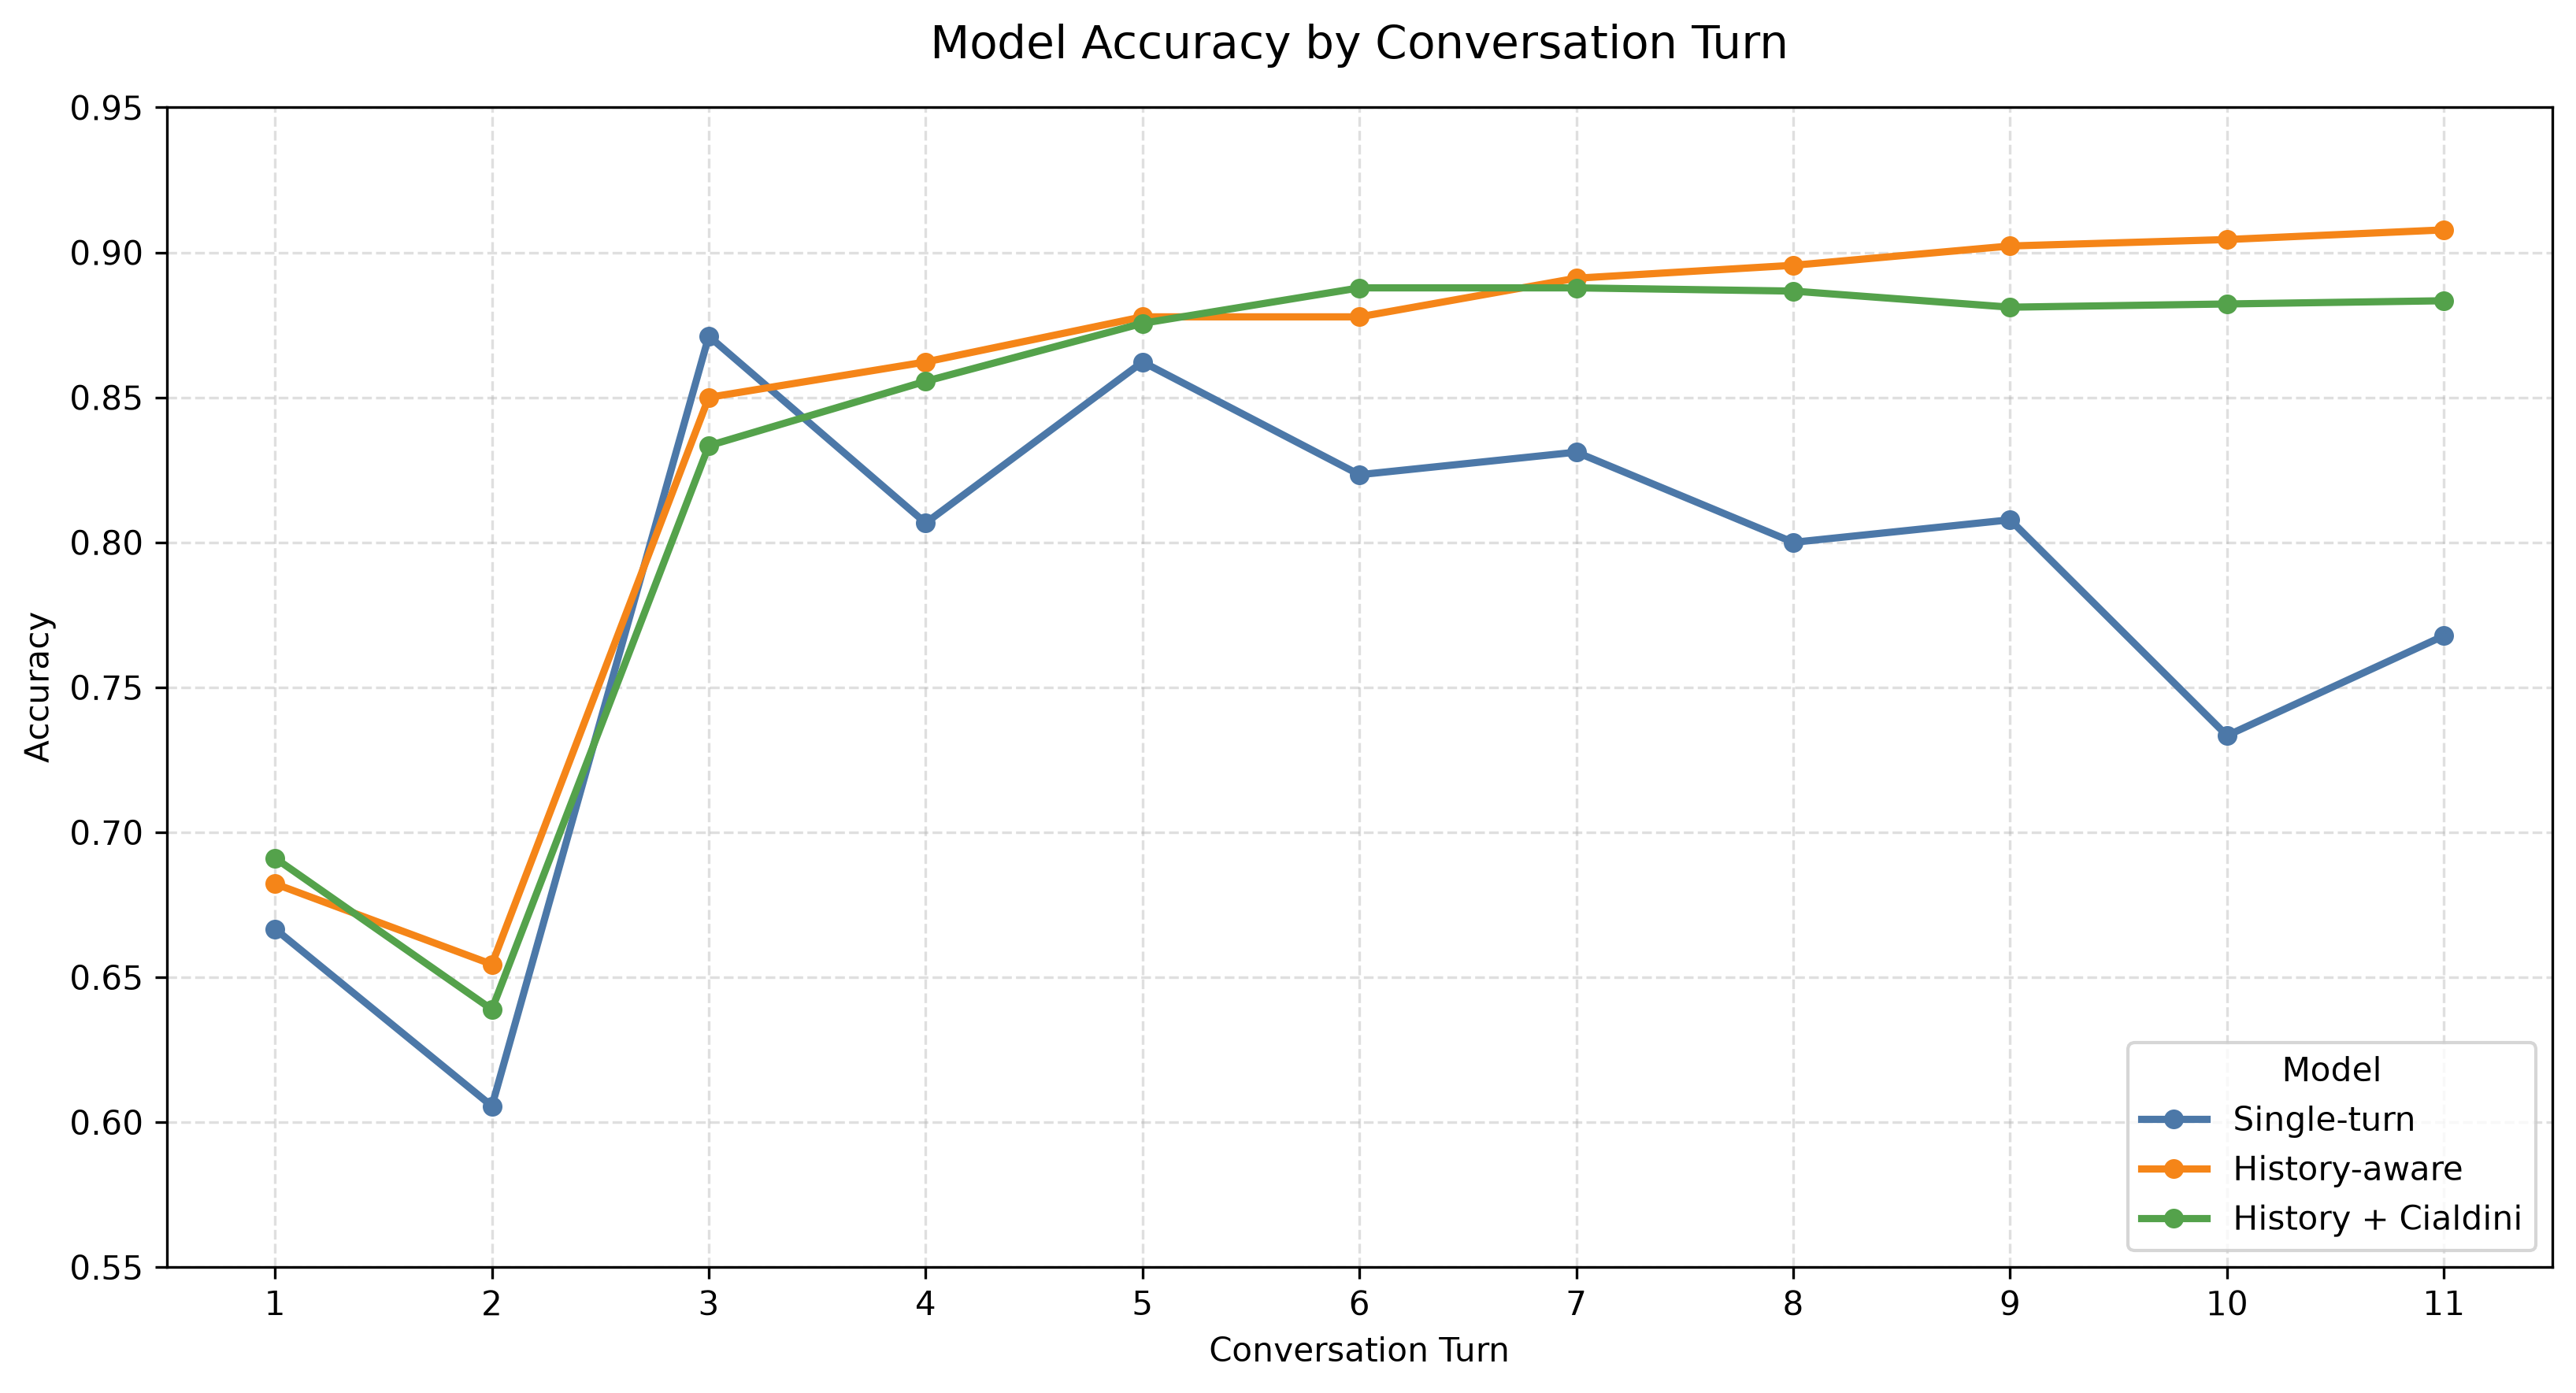 Model Accuracy by Conversation Turn
0.95
0.90
0.85
0.80
0.75
0.70
0.65
0.60
0.55
Accuracy
1 2 3 4 5 6 7 8 9 10 11
Conversation Turn
Model
Single-turn
History-aware
History + Cialdini